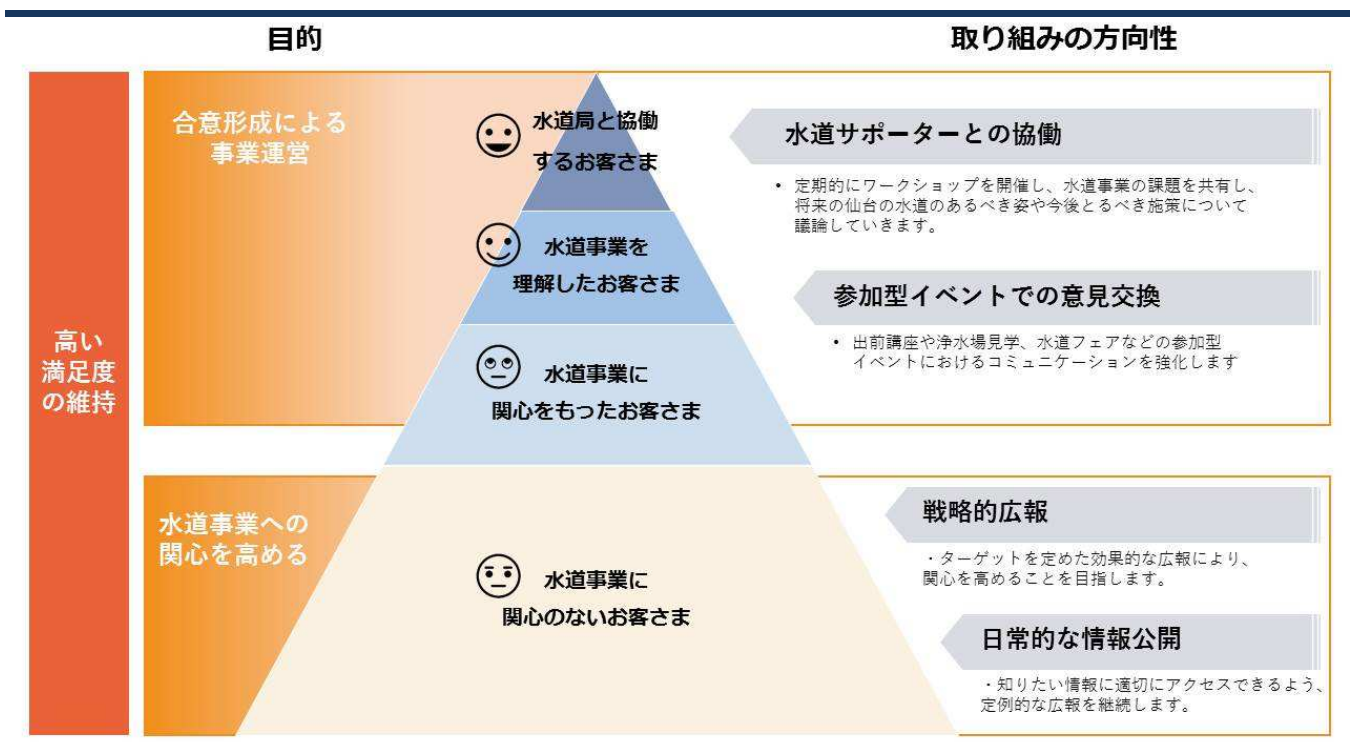 目的
取り組みの方向性
高い
満足度
の維持
合意形成による
事業運営
水道局と協働
するお客さま
水道サポーターとの協働
• 定期的にワークショップを開催し、水道事業の課題を共有し、
将来の仙台の水道のあるべき姿や今後とるべき施策について
議論していきます。
水道事業を
理解したお客さま
参加型イベントでの意見交換
• 出前講座や浄水場見学、水道フェアなどの参加型
イベントにおけるコミュニケーションを強化します
水道事業に
関心をもったお客さま
水道事業への
関心を高める
水道事業に
関心のないお客さま
戦略的広報
・ターゲットを定めた効果的な広報により、
関心を高めることを目指します。
日常的な情報公開
・知りたい情報に適切にアクセスできるよう、
定例的な広報を継続します。